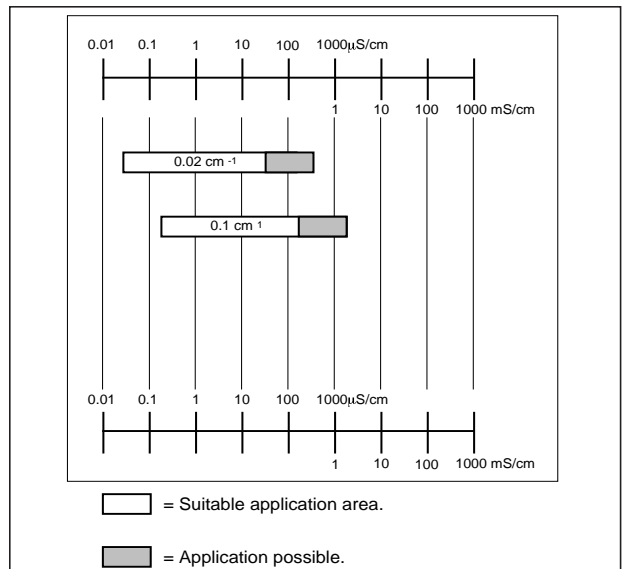 0.01 0.1 1 10 100 1000µS/cm
1 10 100 1000 mS/cm
0.02 cm -1
0.1 cm 1
0.01 0.1 1 10 100 1000µS/cm
1 10 100 1000 mS/cm
= Suitable application area.
= Application possible.